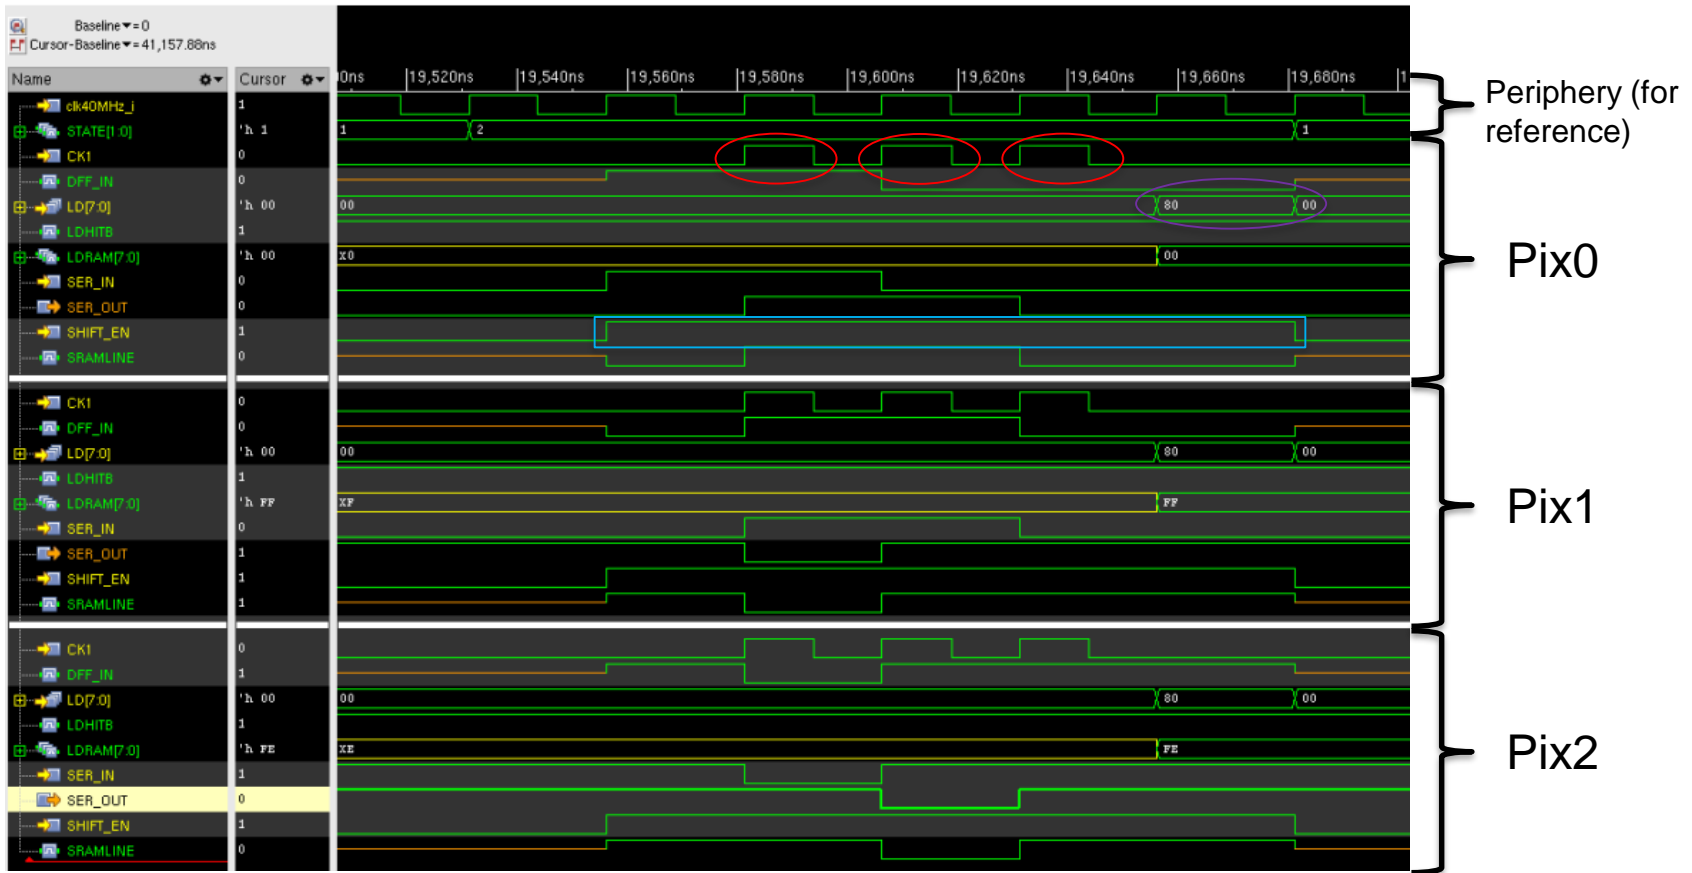 Baseline▼= 0
Cursor-Baseline▼= 41,157.88ns
Name Cursor 0ns 19,520ns 19,540ns 19,560ns 19,580ns 19,600ns 19,620ns 19,640ns 19,660ns 19,680ns 1
Periphery (for
reference)
clk40MHz_i 1
STATE[1:0] 'h 1 1 2 1
CK1 0
DFF_IN 0
LD[7:0] 'h 00 00 80 00
LDHITB 1
LDRAM[7:0] 'h 00 X0 00
Pix0
SER_IN 0
SER_OUT 0
SHIFT_EN 1
SRAMLINE 0
CK1 0
DFF_IN 0
LD[7:0] 'h 00 00 80 00
LDHITB 1
LDRAM[7:0] 'h FF XF FF
Pix1
SER_IN 0
SER_OUT 1
SHIFT_EN 1
SRAMLINE 1
CK1 0
DFF_IN 1
LD[7:0] 'h 00 00 80 00
LDHITB 1
LDRAM[7:0] 'h FE XE FE
Pix2
SER_IN 1
SER_OUT 0
SHIFT_EN 1
SRAMLINE 0